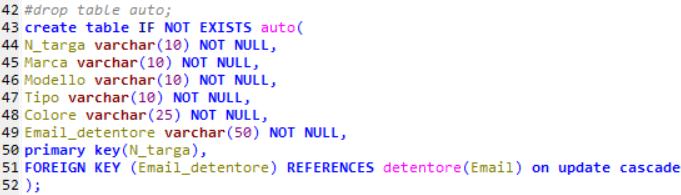 42 #drop table auto;
43 create table IF NOT EXISTS auto(
44 N_targa varchar(10) NOT NULL,
45 Marca varchar(10) NOT NULL,
46 Modello varchar(10) NOT NULL,
47 Tipo varchar(10) NOT NULL,
48 Colore varchar(25) NOT NULL,
49 Email_detentore varchar(50) NOT NULL,
50 primary key(N_targa),
51 FOREIGN KEY (Email_detentore) REFERENCES detentore(Email) on update cascade
52 );